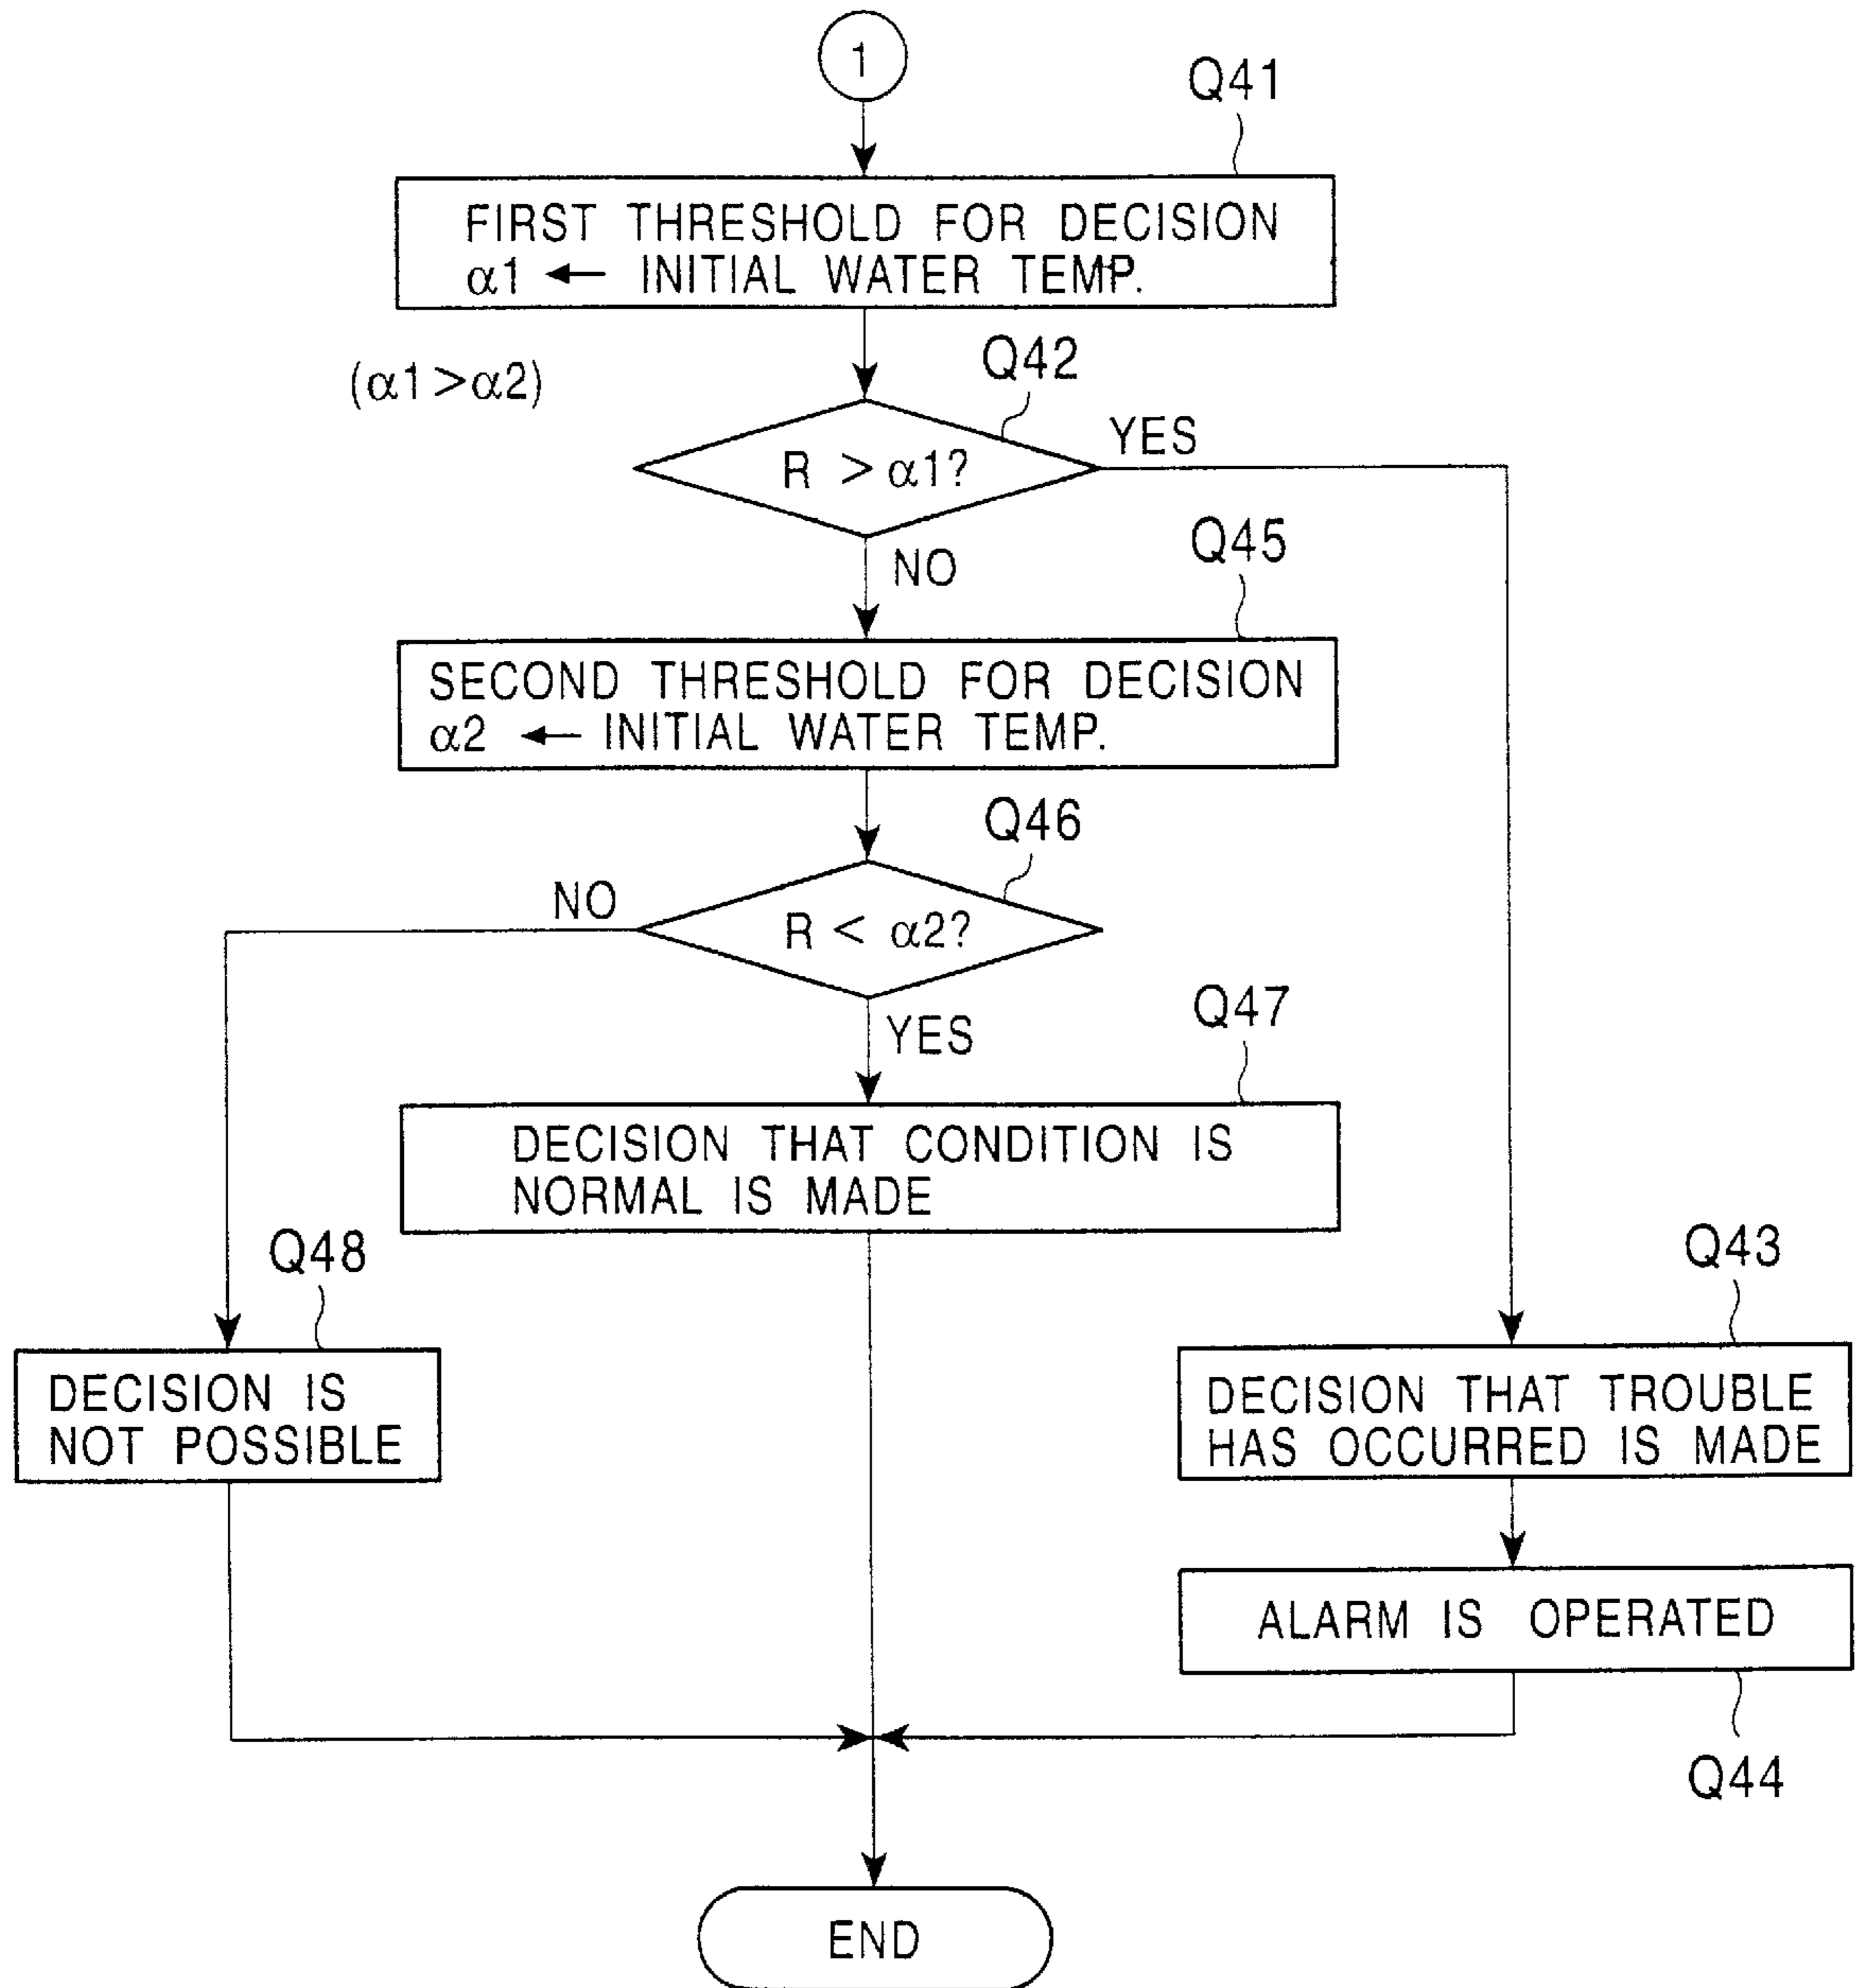 1
Q41
FIRST THRESHOLD FOR DECISION
α1 ← INITIAL WATER TEMP.
(α1>α2)
Q42
R > α1?
YES
NO
Q45
SECOND THRESHOLD FOR DECISION
α2 ← INITIAL WATER TEMP.
Q46
R < α2?
NO
YES
Q47
DECISION THAT CONDITION IS
NORMAL IS MADE
Q48
DECISION IS
NOT POSSIBLE
Q43
DECISION THAT TROUBLE
HAS OCCURRED IS MADE
ALARM IS OPERATED
Q44
END